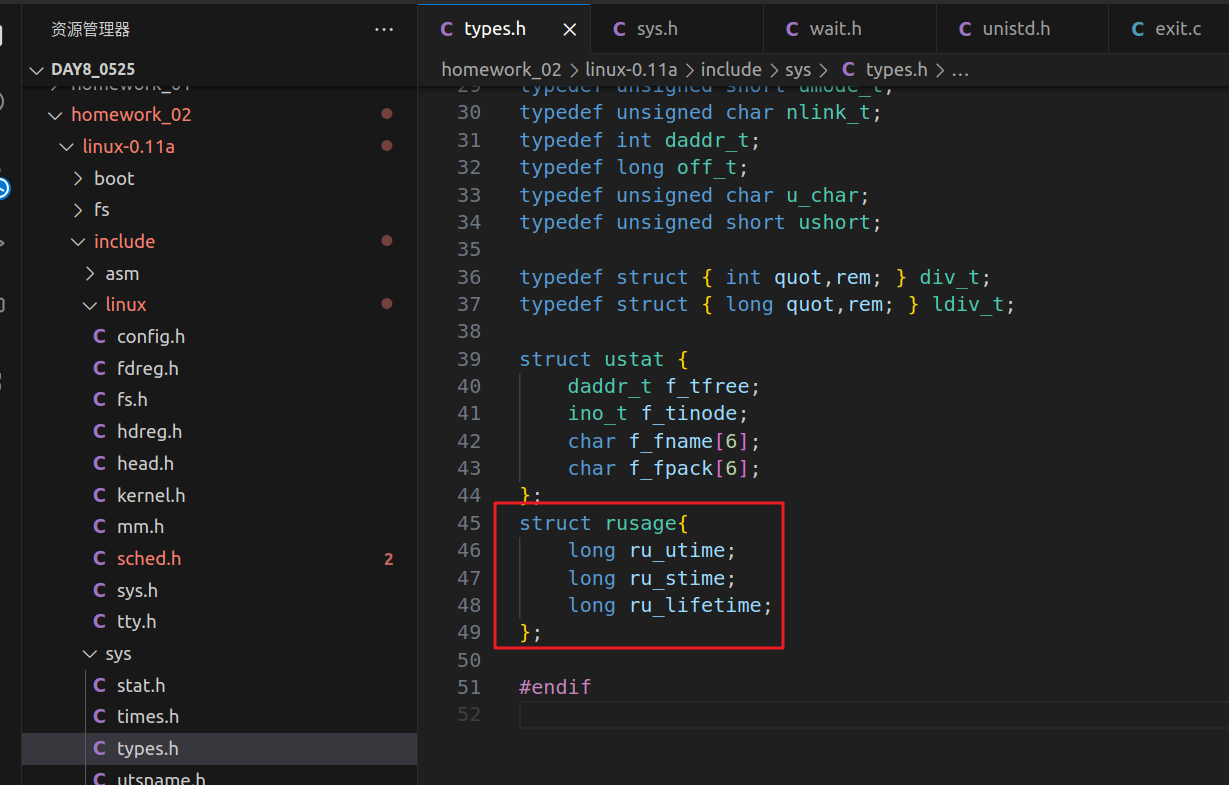 资源管理器 ···
DAY8_0525
homework_01
homework_02
linux-0.11a
boot
fs
include
asm
linux
C config.h
C fdreg.h
C fs.h
C hdreg.h
C head.h
C kernel.h
C mm.h
C sched.h 2
C sys.h
C tty.h
sys
C stat.h
C times.h
C types.h
C utsname.h
C types.h C sys.h C wait.h C unistd.h C exit.c
homework_02 > linux-0.11a > include > sys > C types.h > ...
29 typedef unsigned short umode_t;
30 typedef unsigned char nlink_t;
31 typedef int daddr_t;
32 typedef long off_t;
33 typedef unsigned char u_char;
34 typedef unsigned short ushort;
35
36 typedef struct { int quot,rem; } div_t;
37 typedef struct { long quot,rem; } ldiv_t;
38
39 struct ustat {
40 daddr_t f_tfree;
41 ino_t f_tinode;
42 char f_fname[6];
43 char f_fpack[6];
44 };
45 struct rusage{
46 long ru_utime;
47 long ru_stime;
48 long ru_lifetime;
49 };
50
51 #endif
52